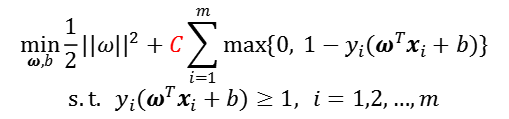 min_{ω,b} 1/2 ||ω||² + C ∑_{i=1}^{m} max{0, 1 − y_i(ω^T x_i + b)}
s.t. y_i(ω^T x_i + b) ≥ 1, i = 1,2, …, m